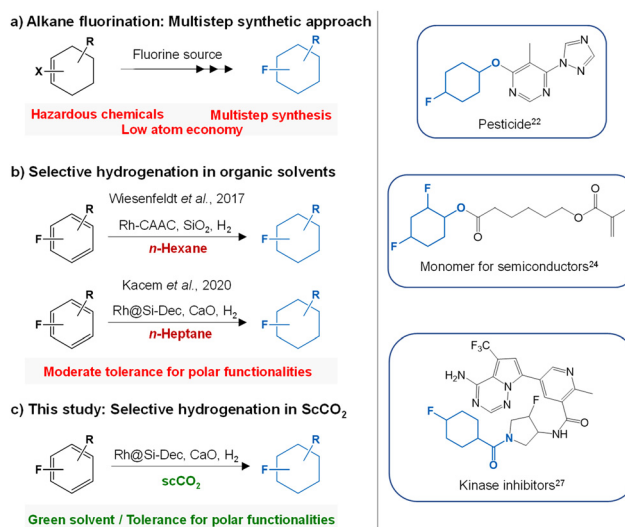 a) Alkane fluorination: Multistep synthetic approach
R
X
Fluorine source
R
F
Hazardous chemicals
Multistep synthesis
Low atom economy
b) Selective hydrogenation in organic solvents
Wiesenfeldt et al., 2017
R
F
Rh-CAAC, SiO2, H2
n-Hexane
R
F
Kacem et al., 2020
R
F
Rh@Si-Dec, CaO, H2
n-Heptane
R
F
Moderate tolerance for polar functionalities
c) This study: Selective hydrogenation in ScCO2
R
F
Rh@Si-Dec, CaO, H2
scCO2
R
F
Green solvent / Tolerance for polar functionalities
F
O
N
N
N
N
N
Pesticide22
F
F
O
O
O
O
Monomer for semiconductors24
F3C
H2N
N
N
N
N
F
F
O
N
NH
O
Kinase inhibitors27